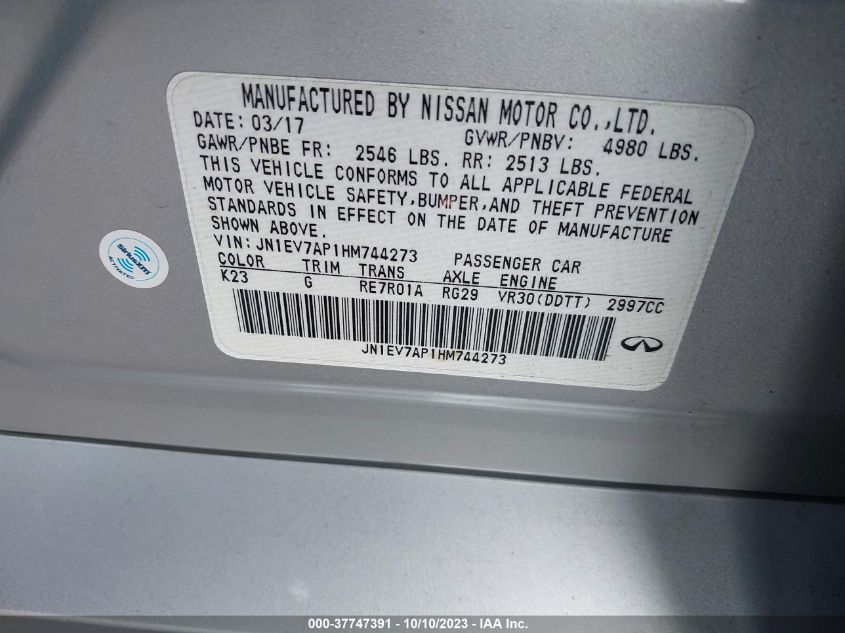 MANUFACTURED BY NISSAN MOTOR CO.,LTD.
DATE: 03/17 GVWR/PNBV: 4980 LBS.
GAWR/PNBE FR: 2546 LBS. RR: 2513 LBS.
THIS VEHICLE CONFORMS TO ALL APPLICABLE FEDERAL
MOTOR VEHICLE SAFETY,BUMPER,AND THEFT PREVENTION
STANDARDS IN EFFECT ON THE DATE OF MANUFACTURE
SHOWN ABOVE.
VIN: JN1EV7AP1HM744273 PASSENGER CAR
COLOR TRIM TRANS AXLE ENGINE
K23 G RE7R01A RG29 VR30(DDTT) 2997CC
JN1EV7AP1HM744273
SiriusXM
ACTIVATED
000-37747391 - 10/10/2023 - IAA Inc.